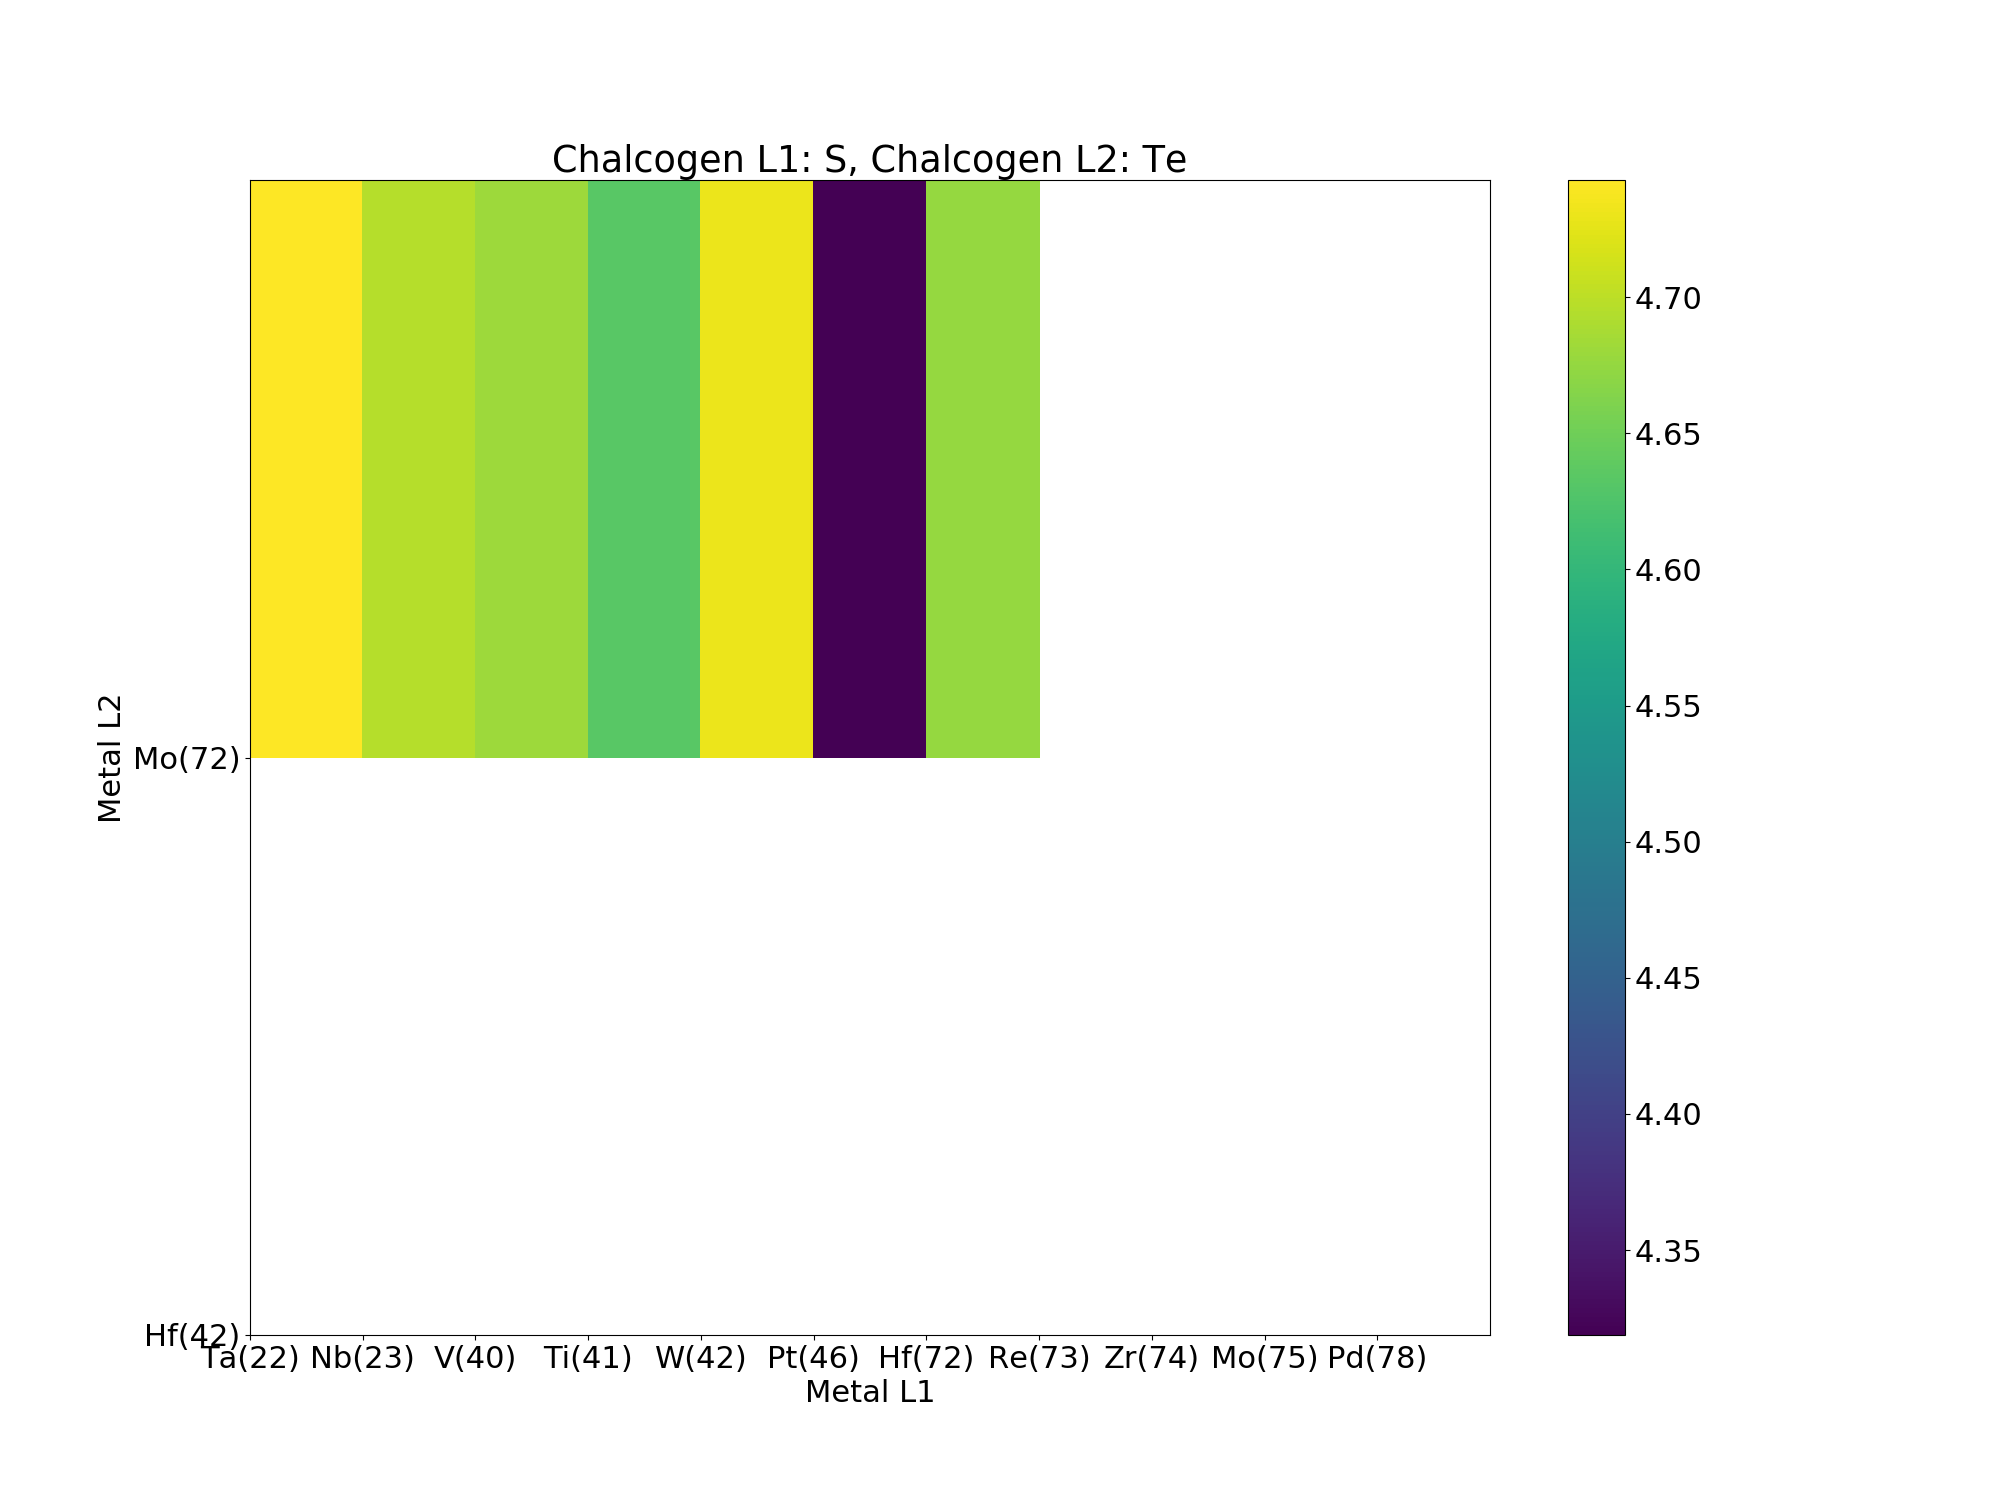 Chalcogen L1: S, Chalcogen L2: Te
Metal L2
Mo(72)
Hf(42)
Ta(22) Nb(23) V(40) Ti(41) W(42) Pt(46) Hf(72) Re(73) Zr(74) Mo(75) Pd(78)
Metal L1
4.70
4.65
4.60
4.55
4.50
4.45
4.40
4.35